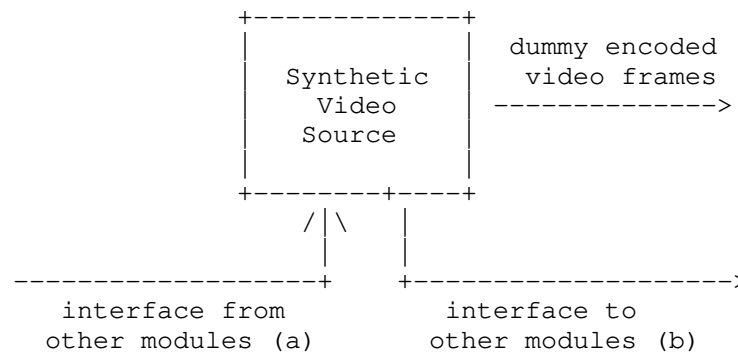 dummy encoded
Synthetic video frames
Video
Source
interface from interface to
other modules (a) other modules (b)